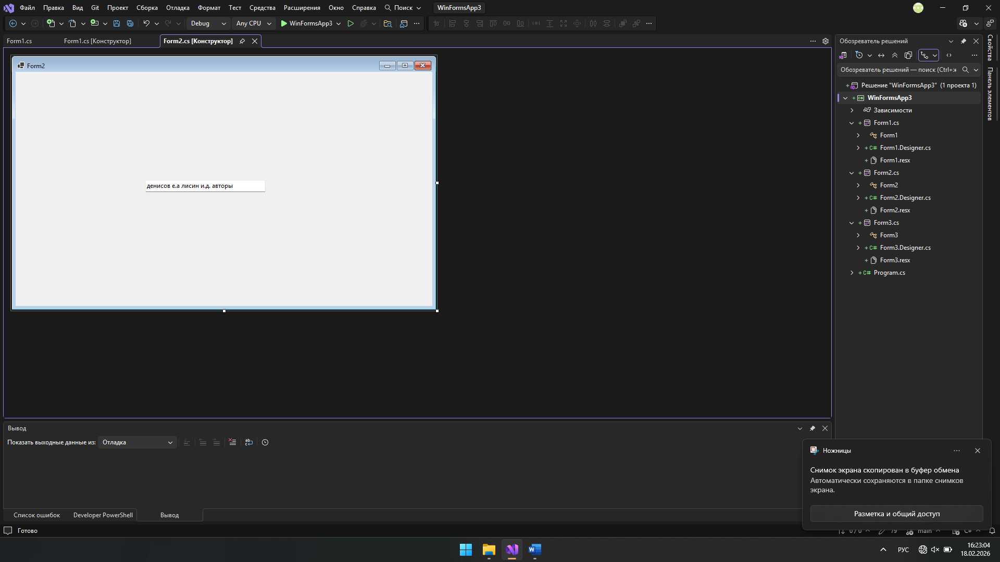 Файл Правка Вид Git Проект Сборка Отладка Формат Тест Средства Расширения Окно Справка Поиск WinFormsApp3
Debug Any CPU WinFormsApp3
Form1.cs Form1.cs [Конструктор] Form2.cs [Конструктор]
Form2
денисов е.а лисин и.д. авторы
Обозреватель решений
Обозреватель решений — поиск (Ctrl+ж
Решение "WinFormsApp3" (1 проекта 1)
WinFormsApp3
Зависимости
Form1.cs
Form1
C# Form1.Designer.cs
Form1.resx
Form2.cs
Form2
C# Form2.Designer.cs
Form2.resx
Form3.cs
Form3
C# Form3.Designer.cs
Form3.resx
C# Program.cs
Свойства
Панель элементов
Вывод
Показать выходные данные из: Отладка
Список ошибок Developer PowerShell Вывод
Ножницы
Снимок экрана скопирован в буфер обмена
Автоматически сохраняются в папке снимков
экрана.
Разметка и общий доступ
Готово
0 / 0 79 main C#
РУС
16:23:04
18.02.2026